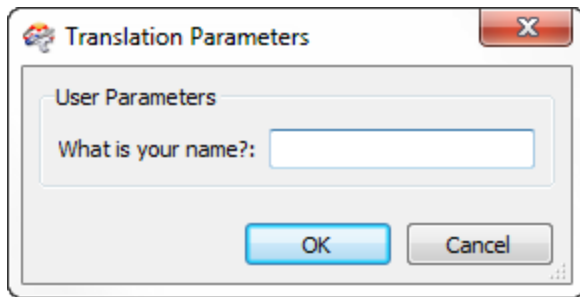 Translation Parameters
User Parameters
What is your name?:
OK Cancel